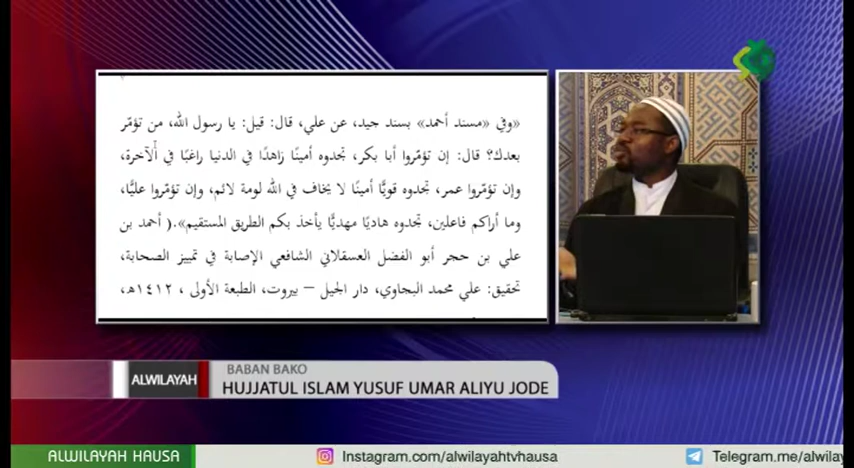 «وفي «مسند أحمد» بسند جيد، عن علي، قال: قيل: يا رسول الله، من تؤمّر
بعدك؟ قال: إن تؤمّروا أبا بكر، تجدوه أمينًا زاهدًا في الدنيا راغبًا في الآخرة،
وإن تؤمّروا عمر، تجدوه قويًّا أمينًا لا يخاف في الله لومة لائم، وإن تؤمّروا عليًّا،
وما أراكم فاعلين، تجدوه هاديًا مهديًّا يأخذ بكم الطريق المستقيم».( أحمد بن
علي بن حجر أبو الفضل العسقلاني الشافعي الإصابة في تمييز الصحابة،
تحقيق: علي محمد البجاوي، دار الجيل – بيروت، الطبعة الأولى ، ١٤١٢هـ،
ALWILAYAH
BABAN BAKO
HUJJATUL ISLAM YUSUF UMAR ALIYU JODE
ALWILAYAH HAUSA
Instagram.com/alwilayahtvhausa
Telegram.me/alwilaya